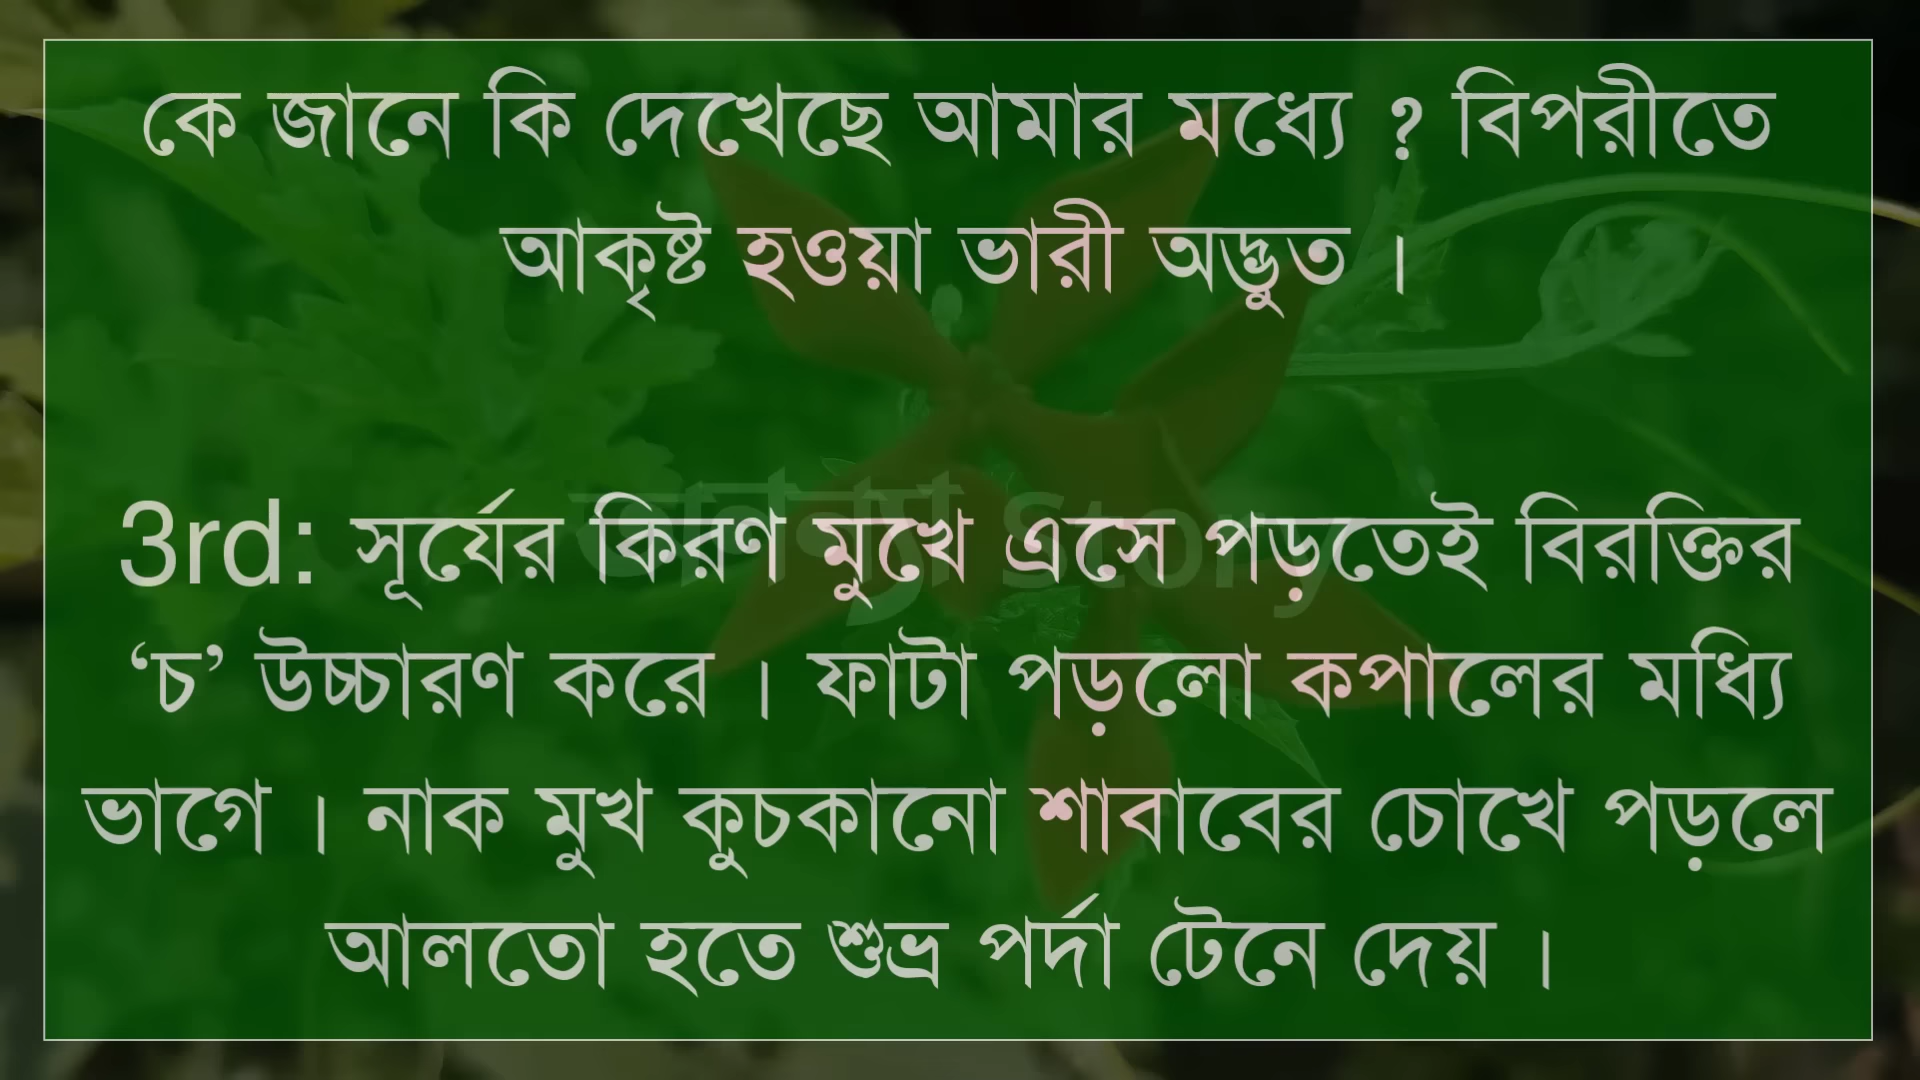 কে জানে কি দেখেছে আমার মধ্যে ? বিপরীতে
আকৃষ্ট হওয়া ভারী অদ্ভুত ।
3rd: সূর্যের কিরণ মুখে এসে পড়তেই বিরক্তির
‘চ’ উচ্চারণ করে । ফাটা পড়লো কপালের মধ্যি
ভাগে । নাক মুখ কুচকানো শাবাবের চোখে পড়লে
আলতো হতে শুভ্র পর্দা টেনে দেয় ।
Story